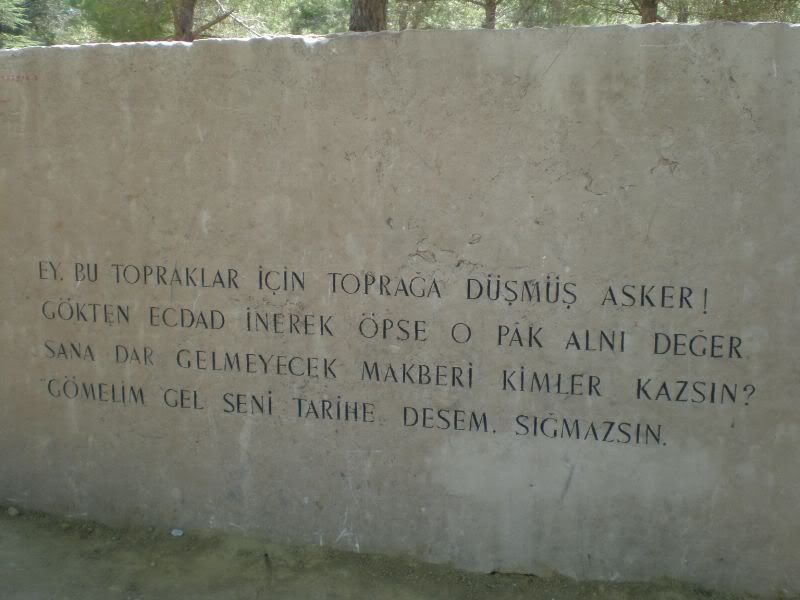 EY, BU TOPRAKLAR İÇİN TOPRAĞA DÜŞMÜŞ ASKER!
GÖKTEN ECDAD İNEREK ÖPSE O PÂK ALNI DEĞER
SANA DAR GELMEYECEK MAKBERİ KİMLER KAZSIN?
"GÖMELİM GEL SENİ TARİHE" DESEM, SIĞMAZSIN.